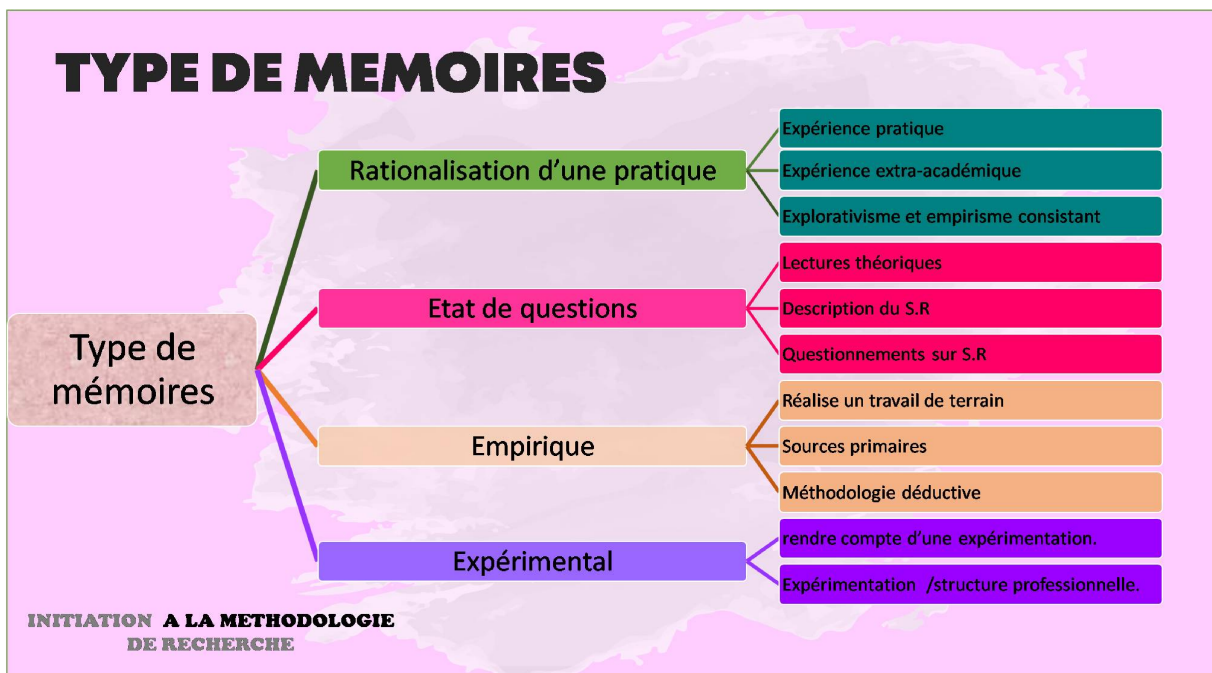 TYPE DE MEMOIRES
Type de
mémoires
Rationalisation d’une pratique
Expérience pratique
Expérience extra-académique
Explorativisme et empirisme consistant
Etat de questions
Lectures théoriques
Description du S.R
Questionnements sur S.R
Empirique
Réalise un travail de terrain
Sources primaires
Méthodologie déductive
Expérimental
rendre compte d’une expérimentation.
Expérimentation /structure professionnelle.
INITIATION A LA METHODOLOGIE
DE RECHERCHE